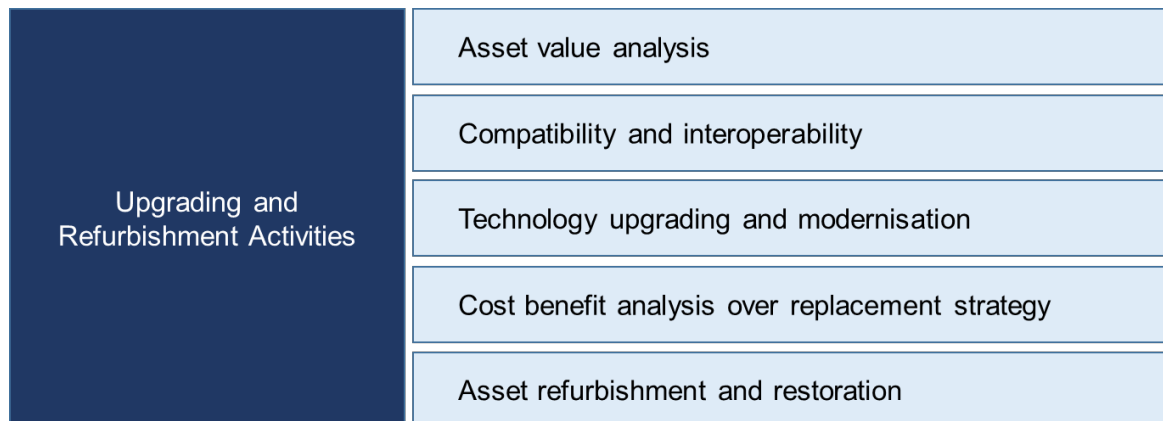 Upgrading and
Refurbishment Activities
Asset value analysis
Compatibility and interoperability
Technology upgrading and modernisation
Cost benefit analysis over replacement strategy
Asset refurbishment and restoration